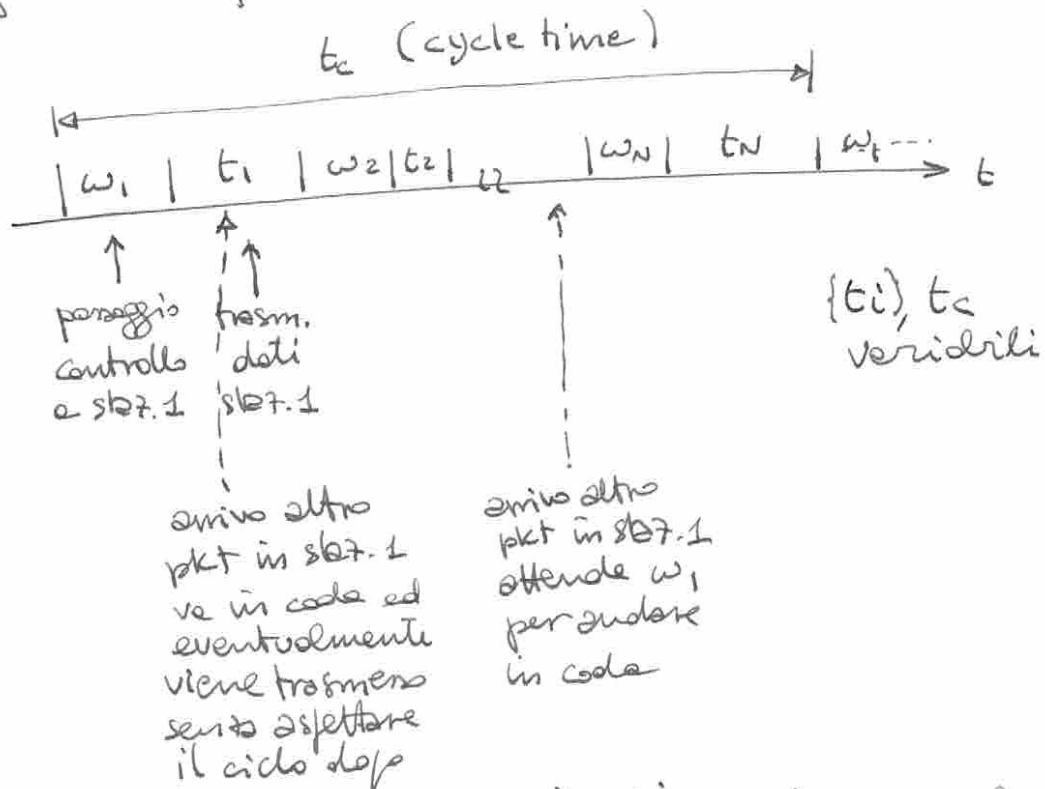 t_c (cycle time)
| ω1 | t1 | ω2 | t2 | | ωN | tN | ω1 ---- t
passaggio
controllo
a staz. 1
trasm.
dati
staz. 1
{ti}, tc
variabili
arrivo altro
pkt in staz. 1
va in coda ed
eventualmente
viene trasmesso
senza aspettare
il ciclo dopo
arrivo altro
pkt in staz. 1
attende ω1
per andare
in coda